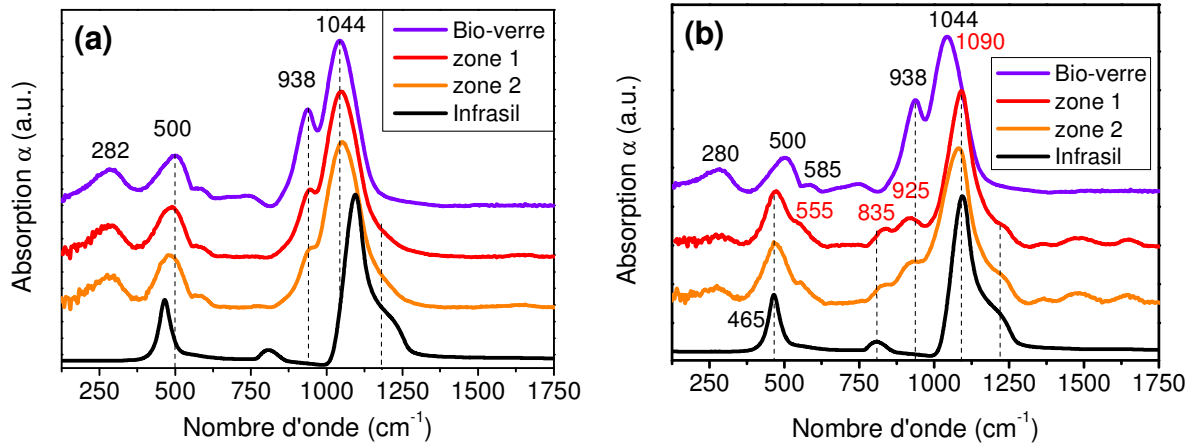 (a)
1044
938
500
282
Bio-verre
zone 1
zone 2
Infrasil
Absorption α (a.u.)
250 500 750 1000 1250 1500 1750
Nombre d'onde (cm⁻¹)
(b)
1044
1090
938
500
280
585
925
835
555
465
Bio-verre
zone 1
zone 2
Infrasil
Absorption α (a.u.)
250 500 750 1000 1250 1500 1750
Nombre d'onde (cm⁻¹)